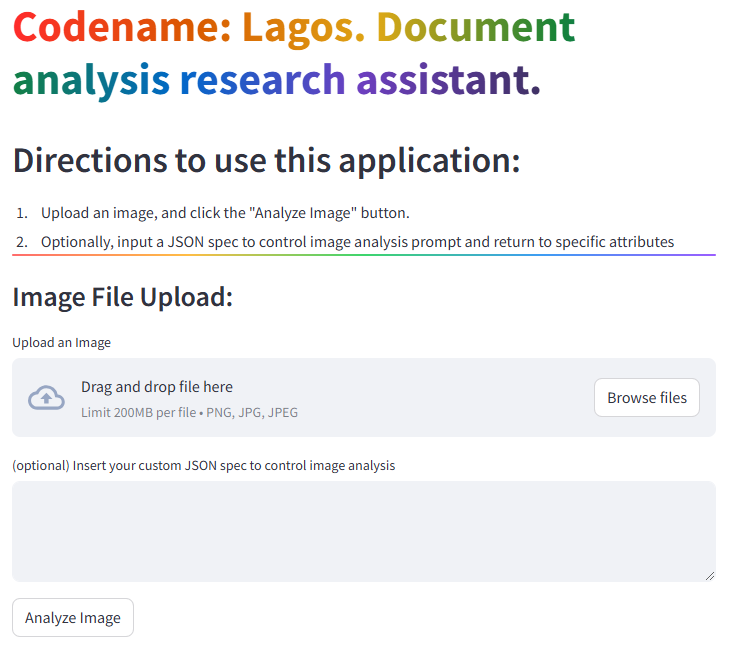 Codename: Lagos. Document
analysis research assistant.
Directions to use this application:
1. Upload an image, and click the "Analyze Image" button.
2. Optionally, input a JSON spec to control image analysis prompt and return to specific attributes
Image File Upload:
Upload an Image
Drag and drop file here
Limit 200MB per file • PNG, JPG, JPEG
Browse files
(optional) Insert your custom JSON spec to control image analysis
Analyze Image